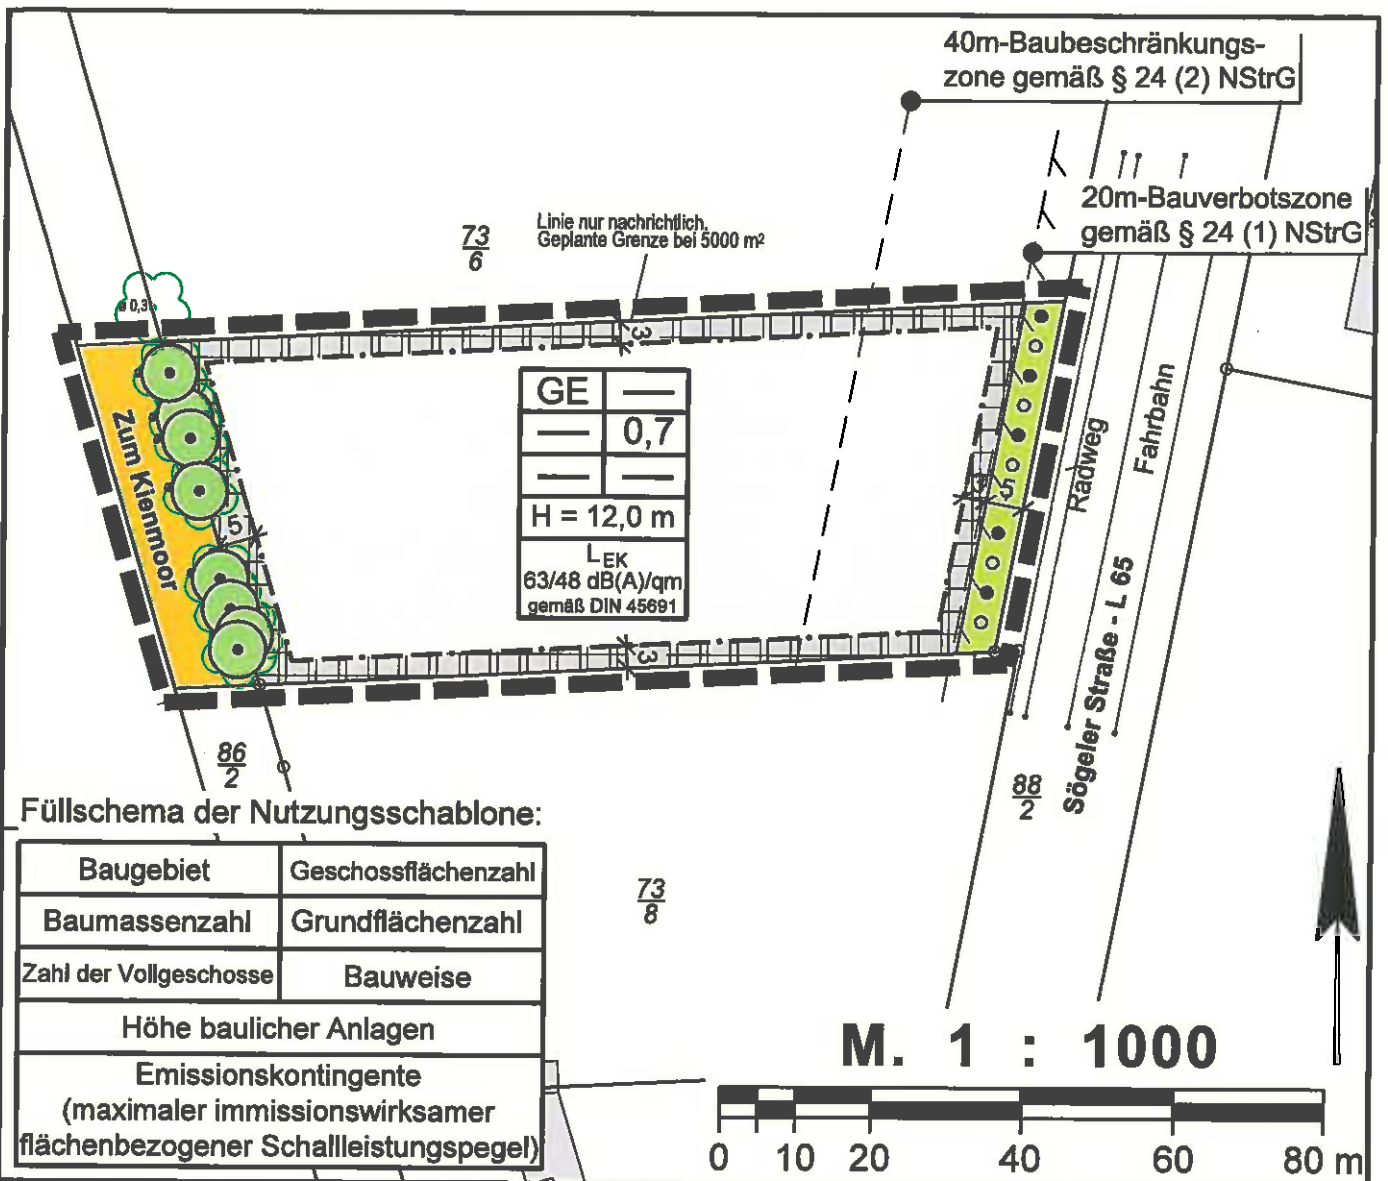 40m-Baubeschränkungs-
zone gemäß § 24 (2) NStrG
20m-Bauverbotszone
gemäß § 24 (1) NStrG
Linie nur nachrichtlich.
Geplante Grenze bei 5000 m²
73
6
ø 0,3
3
Zum Kienmoor
5
GE —
— 0,7
— —
H = 12,0 m
LEK
63/48 dB(A)/qm
gemäß DIN 45691
3
5
3
Radweg
Fahrbahn
Sögeler Straße - L 65
86
2
88
2
73
8
Füllschema der Nutzungsschablone:
Baugebiet Geschossflächenzahl
Baumassenzahl Grundflächenzahl
Zahl der Vollgeschosse Bauweise
Höhe baulicher Anlagen
Emissionskontingente
(maximaler immissionswirksamer
flächenbezogener Schallleistungspegel)
M. 1 : 1000
0 10 20 40 60 80 m